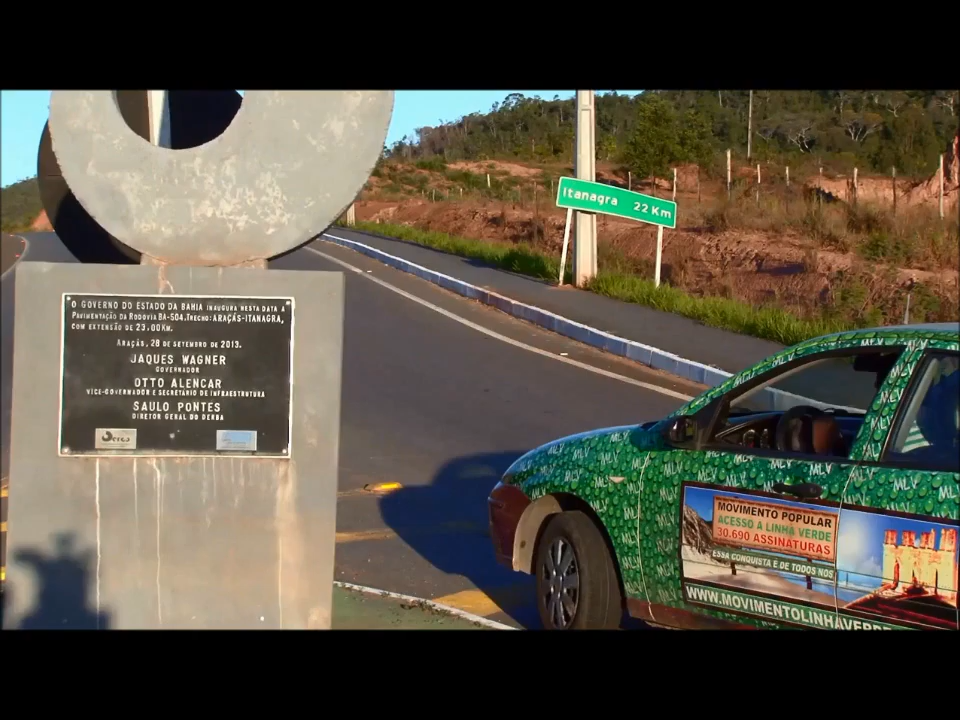 O GOVERNO DO ESTADO DA BAHIA INAUGURA NESTA DATA A
PAVIMENTAÇÃO DA RODOVIA BA-504.TRECHO: ARAÇÁS-ITANAGRA,
COM EXTENSÃO DE 23.00KM.
ARAÇÁS, 28 DE SETEMBRO DE 2013.
JAQUES WAGNER
GOVERNADOR
OTTO ALENCAR
VICE-GOVERNADOR E SECRETÁRIO DE INFRAESTRUTURA
SAULO PONTES
DIRETOR GERAL DO DERBA
Itanagra 22 Km
MLV
MOVIMENTO POPULAR
ACESSO A LINHA VERDE
30.690 ASSINATURAS
ESSA CONQUISTA É DE TODOS NÓS
WWW.MOVIMENTOLINHAVERDE